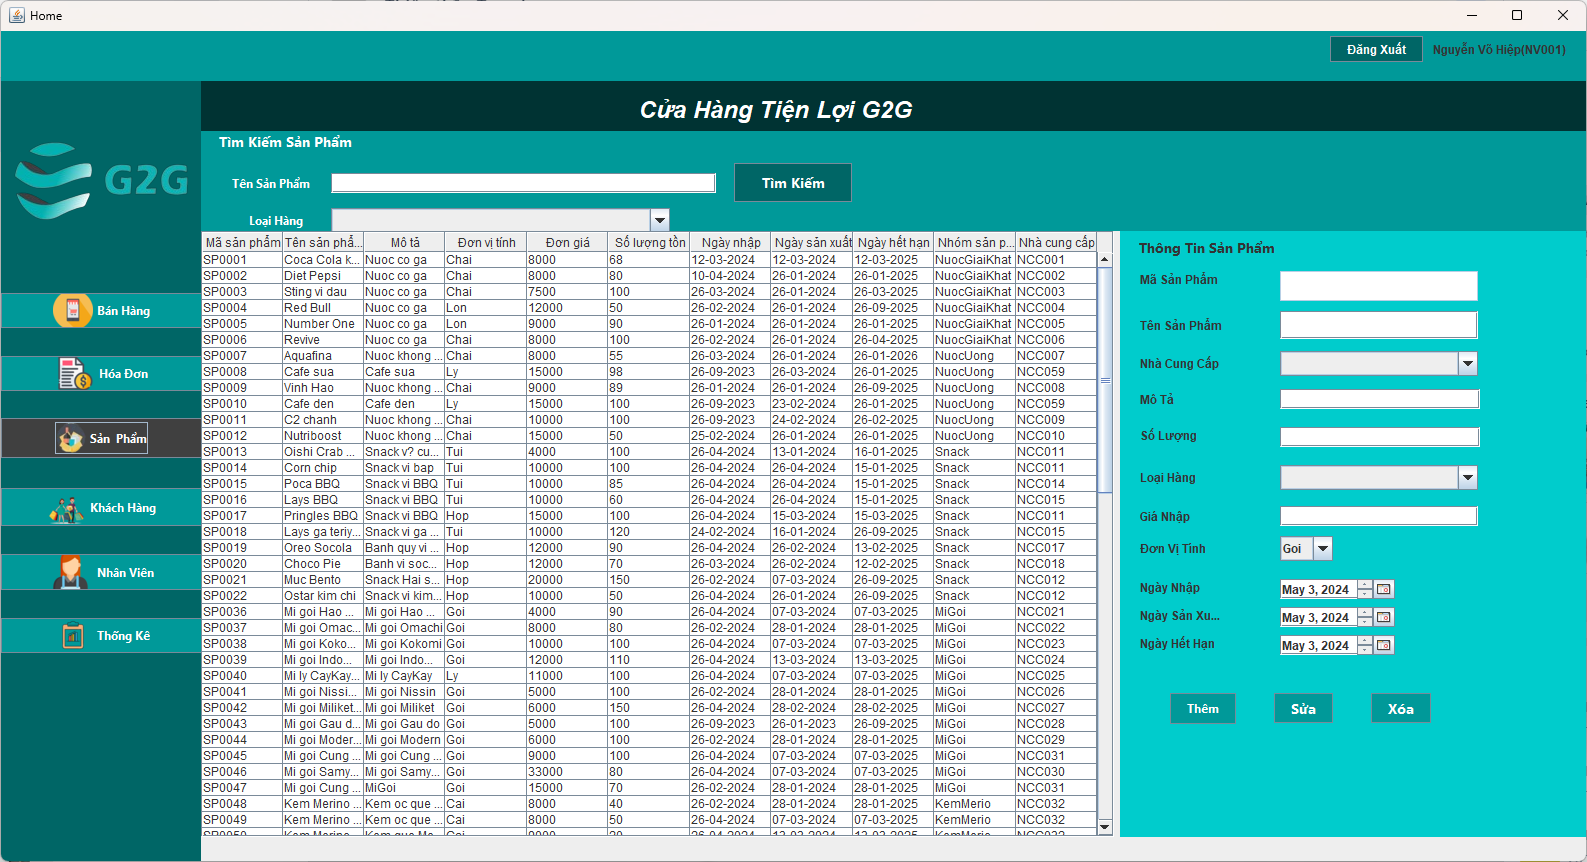 Home
Đăng Xuất Nguyễn Võ Hiệp(NV001)
Cửa Hàng Tiện Lợi G2G
G2G
Tìm Kiếm Sản Phẩm
Tên Sản Phẩm Tìm Kiếm
Loại Hàng
Bán Hàng
Hóa Đơn
Sản Phẩm
Khách Hàng
Nhân Viên
Thống Kê
Mã sản phẩm Tên sản phẩ... Mô tả Đơn vị tính Đơn giá Số lượng tồn Ngày nhập Ngày sản xuất Ngày hết hạn Nhóm sản p... Nhà cung cấp
SP0001 Coca Cola k... Nuoc co ga Chai 8000 68 12-03-2024 12-03-2024 12-03-2025 NuocGiaiKhat NCC001
SP0002 Diet Pepsi Nuoc co ga Chai 8000 80 10-04-2024 26-01-2024 26-01-2025 NuocGiaiKhat NCC002
SP0003 Sting vi dau Nuoc co ga Chai 7500 100 26-03-2024 26-01-2024 26-03-2025 NuocGiaiKhat NCC003
SP0004 Red Bull Nuoc co ga Lon 12000 50 26-02-2024 26-01-2024 26-09-2025 NuocGiaiKhat NCC004
SP0005 Number One Nuoc co ga Lon 9000 90 26-01-2024 26-01-2024 26-02-2025 NuocGiaiKhat NCC005
SP0006 Revive Nuoc co ga Chai 8000 100 26-02-2024 26-01-2024 26-04-2025 NuocGiaiKhat NCC006
SP0007 Aquafina Nuoc khong ... Chai 8000 55 26-03-2024 26-01-2024 26-01-2026 NuocUong NCC007
SP0008 Cafe sua Cafe sua Ly 15000 98 26-09-2023 26-03-2024 26-01-2025 NuocUong NCC059
SP0009 Vinh Hao Nuoc khong ... Chai 9000 89 26-01-2024 26-01-2024 26-09-2025 NuocUong NCC008
SP0010 Cafe den Cafe den Ly 15000 100 26-09-2023 23-02-2024 26-01-2025 NuocUong NCC059
SP0011 C2 chanh Nuoc khong ... Chai 10000 100 26-09-2023 24-02-2024 26-02-2025 NuocUong NCC009
SP0012 Nutriboost Nuoc khong ... Chai 15000 50 25-02-2024 26-01-2024 26-01-2025 NuocUong NCC010
SP0013 Oishi Crab ... Snack v? cu... Tui 4000 100 26-04-2024 13-01-2024 16-01-2025 Snack NCC011
SP0014 Corn chip Snack vi bap Tui 10000 100 26-04-2024 26-04-2024 15-01-2025 Snack NCC011
SP0015 Poca BBQ Snack vi BBQ Tui 10000 85 26-04-2024 26-04-2024 15-01-2025 Snack NCC014
SP0016 Lays BBQ Snack vi BBQ Tui 10000 60 26-04-2024 26-04-2024 15-01-2025 Snack NCC015
SP0017 Pringles BBQ Snack vi BBQ Hop 15000 100 26-04-2024 15-03-2024 15-03-2025 Snack NCC011
SP0018 Lays ga teriy... Snack vi ga ... Tui 10000 120 24-02-2024 16-01-2024 26-09-2025 Snack NCC015
SP0019 Oreo Socola Banh quy vi ... Hop 12000 90 26-04-2024 26-02-2024 13-02-2025 Snack NCC017
SP0020 Choco Pie Banh vi soc... Hop 12000 70 26-03-2024 26-02-2024 12-02-2025 Snack NCC018
SP0021 Muc Bento Snack Hai s... Hop 20000 150 26-02-2024 07-03-2024 26-09-2025 Snack NCC012
SP0022 Ostar kim chi Snack vi kim... Hop 10000 50 26-04-2024 26-01-2024 26-09-2025 Snack NCC012
SP0036 Mi goi Hao ... Mi goi Hao ... Goi 4000 90 26-04-2024 07-03-2024 07-03-2025 MiGoi NCC021
SP0037 Mi goi Omac... Mi goi Omachi Goi 8000 80 26-02-2024 28-01-2024 28-01-2025 MiGoi NCC022
SP0038 Mi goi Koko... Mi goi Kokomi Goi 10000 100 26-04-2024 07-03-2024 07-03-2025 MiGoi NCC023
SP0039 Mi goi Indo... Mi goi Indo... Goi 12000 110 26-04-2024 13-03-2024 13-03-2025 MiGoi NCC024
SP0040 Mi ly CayKay... Mi ly CayKay Ly 11000 100 26-04-2024 07-03-2024 07-03-2025 MiGoi NCC025
SP0041 Mi goi Nissi... Mi goi Nissin Goi 5000 100 26-02-2024 28-01-2024 28-01-2025 MiGoi NCC026
SP0042 Mi goi Miliket... Mi goi Miliket Goi 6000 150 26-04-2024 28-02-2024 28-02-2025 MiGoi NCC027
SP0043 Mi goi Gau d... Mi goi Gau do Goi 5000 100 26-09-2023 26-01-2023 26-09-2025 MiGoi NCC028
SP0044 Mi goi Moder... Mi goi Modern Goi 6000 100 26-02-2024 28-01-2024 28-01-2025 MiGoi NCC029
SP0045 Mi goi Cung ... Mi goi Cung ... Goi 9000 100 26-04-2024 07-03-2024 07-03-2025 MiGoi NCC031
SP0046 Mi goi Samy... Mi goi Samy... Goi 33000 80 26-04-2024 07-03-2024 07-03-2025 MiGoi NCC030
SP0047 Mi goi Cung ... MiGoi Goi 15000 70 26-02-2024 28-01-2024 28-01-2025 MiGoi NCC031
SP0048 Kem Merino ... Kem oc que ... Cai 8000 40 26-02-2024 28-01-2024 28-01-2025 KemMerio NCC032
SP0049 Kem Merino ... Kem oc que ... Cai 8000 50 26-04-2024 07-03-2024 07-03-2025 KemMerio NCC032
Thông Tin Sản Phẩm
Mã Sản Phẩm
Tên Sản Phẩm
Nhà Cung Cấp
Mô Tả
Số Lượng
Loại Hàng
Giá Nhập
Đơn Vị Tính Goi
Ngày Nhập May 3, 2024
Ngày Sản Xu... May 3, 2024
Ngày Hết Hạn May 3, 2024
Thêm Sửa Xóa